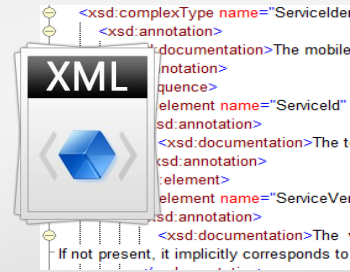 <xsd:complexType name="ServiceIden
<xsd:annotation>
documentation>The mobile
notation>
quence>
element name="ServiceId"
sd:annotation>
<xsd:documentation>The t
sd:annotation>
:element>
element name="ServiceVer
sd:annotation>
<xsd:documentation>The v
If not present, it implicitly corresponds to
XML